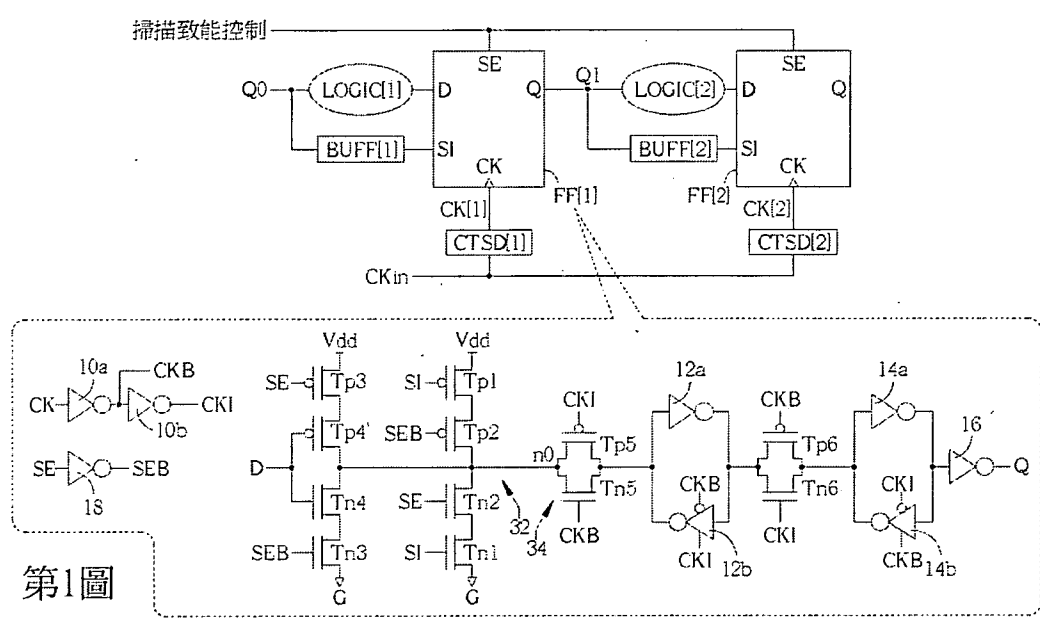 掃描致能控制
SE
SE
Q0
LOGIC[1]
D
Q
Q1
LOGIC[2]
D
Q
BUFF[1]
SI
BUFF[2]
SI
CK
CK
CK[1]
FF[1]
FF[2]
CK[2]
CTSD[1]
CTSD[2]
CKin
Vdd
Vdd
10a
CKB
SE
Tp3
SI
Tp1
12a
14a
CK
CKI
CKI
CKB
16
10b
Tp4'
SEB
Tp2
Tp5
Tp6
n0
SE
SEB
D
Q
18
Tn4
SE
Tn2
Tn5
CKB
Tn6
CKI
32
34
CKB
CKI
SEB
Tn3
SI
Tn1
CKI
12b
CKB
14b
G
G
第1圖